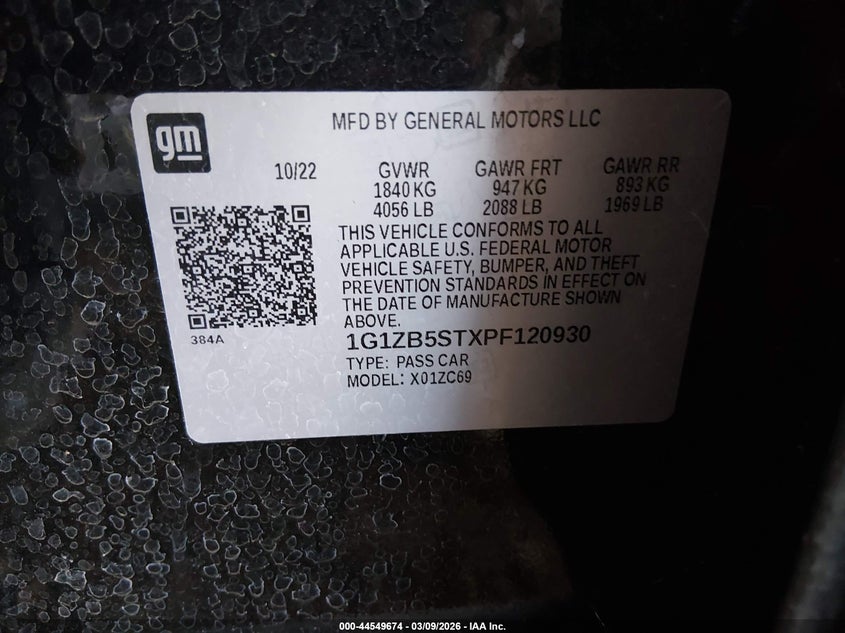 gm
MFD BY GENERAL MOTORS LLC
10/22 GVWR GAWR FRT GAWR RR
1840 KG 947 KG 893 KG
4056 LB 2088 LB 1969 LB
THIS VEHICLE CONFORMS TO ALL
APPLICABLE U.S. FEDERAL MOTOR
VEHICLE SAFETY, BUMPER, AND THEFT
PREVENTION STANDARDS IN EFFECT ON
THE DATE OF MANUFACTURE SHOWN
ABOVE.
384A
1G1ZB5STXPF120930
TYPE: PASS CAR
MODEL: X01ZC69
000-44549674 - 03/09/2026 - IAA Inc.